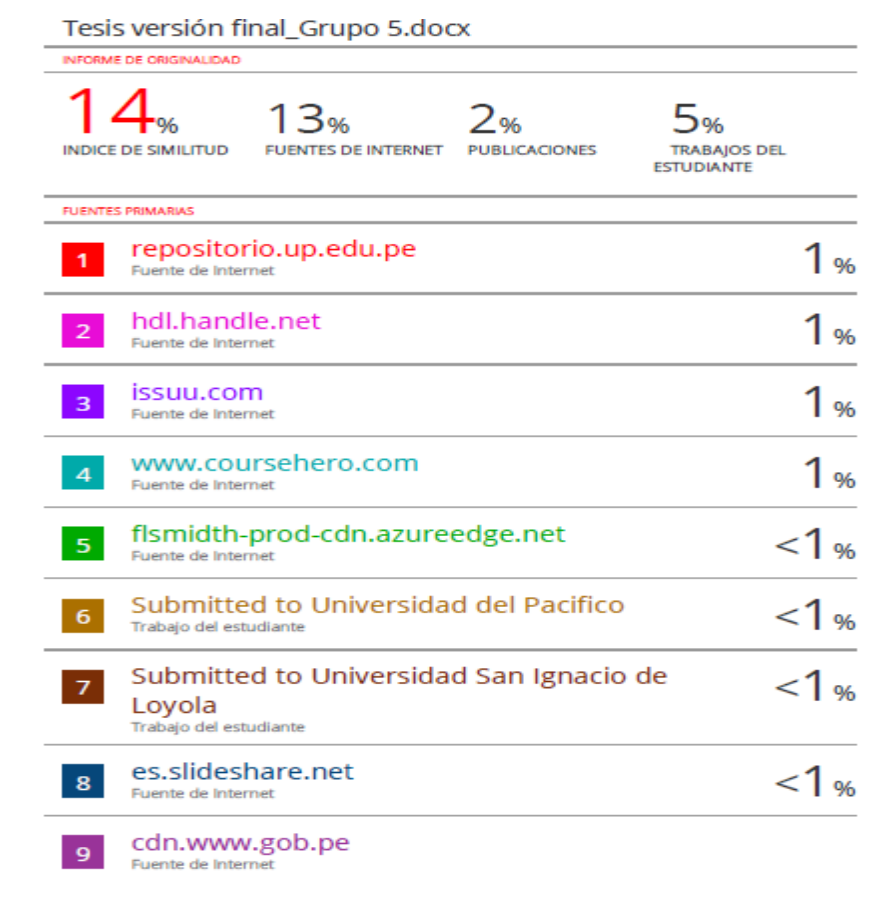 Tesis versión final_Grupo 5.docx
INFORME DE ORIGINALIDAD
14%
13%
2%
5%
INDICE DE SIMILITUD
FUENTES DE INTERNET
PUBLICACIONES
TRABAJOS DEL
ESTUDIANTE
FUENTES PRIMARIAS
1
repositorio.up.edu.pe
Fuente de Internet
1%
2
hdl.handle.net
Fuente de Internet
1%
3
issuu.com
Fuente de Internet
1%
4
www.coursehero.com
Fuente de Internet
1%
5
flsmidth-prod-cdn.azureedge.net
Fuente de Internet
<1%
6
Submitted to Universidad del Pacifico
Trabajo del estudiante
<1%
7
Submitted to Universidad San Ignacio de
Loyola
Trabajo del estudiante
<1%
8
es.slideshare.net
Fuente de Internet
<1%
9
cdn.www.gob.pe
Fuente de Internet